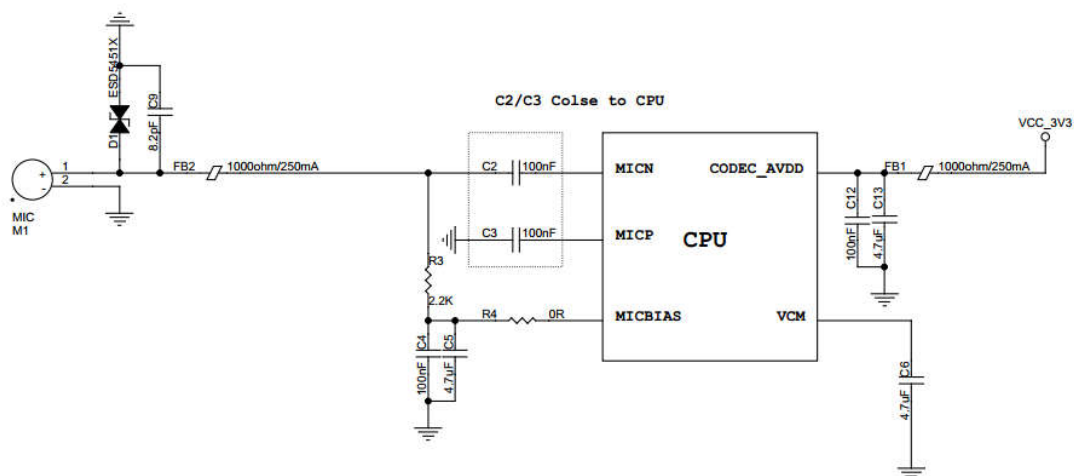 ESD5451X
D1
C9
8.2pF
C2/C3 Colse to CPU
VCC_3V3
1
2
+
-
MIC
M1
FB2
1000ohm/250mA
C2
100nF
MICN
CODEC_AVDD
FB1
1000ohm/250mA
C3
100nF
MICP
CPU
C12
100nF
C13
4.7uF
R3
2.2K
R4
0R
MICBIAS
VCM
C4
100nF
C5
4.7uF
C6
4.7uF